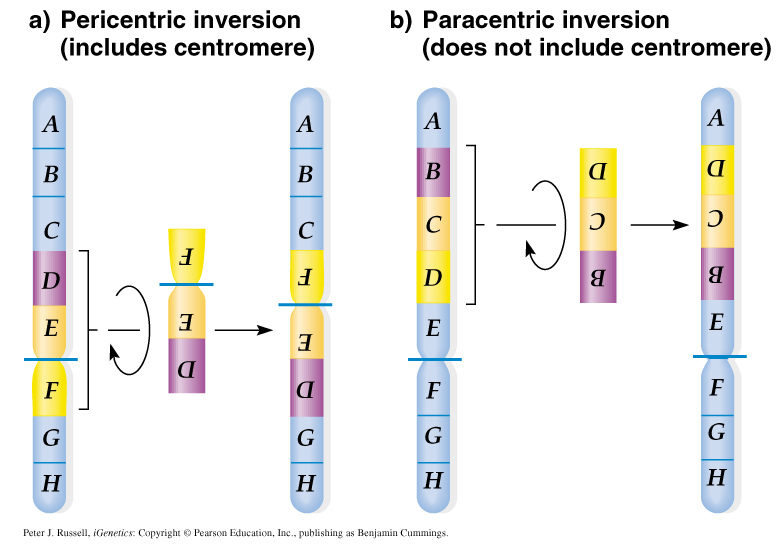 a) Pericentric inversion
(includes centromere)
b) Paracentric inversion
(does not include centromere)
A
B
C
D
E
F
G
H
F
E
D
A
B
C
F
E
D
G
H
A
B
C
D
E
F
G
H
D
C
B
A
D
C
B
E
F
G
H
Peter J. Russell, iGenetics: Copyright © Pearson Education, Inc., publishing as Benjamin Cummings.